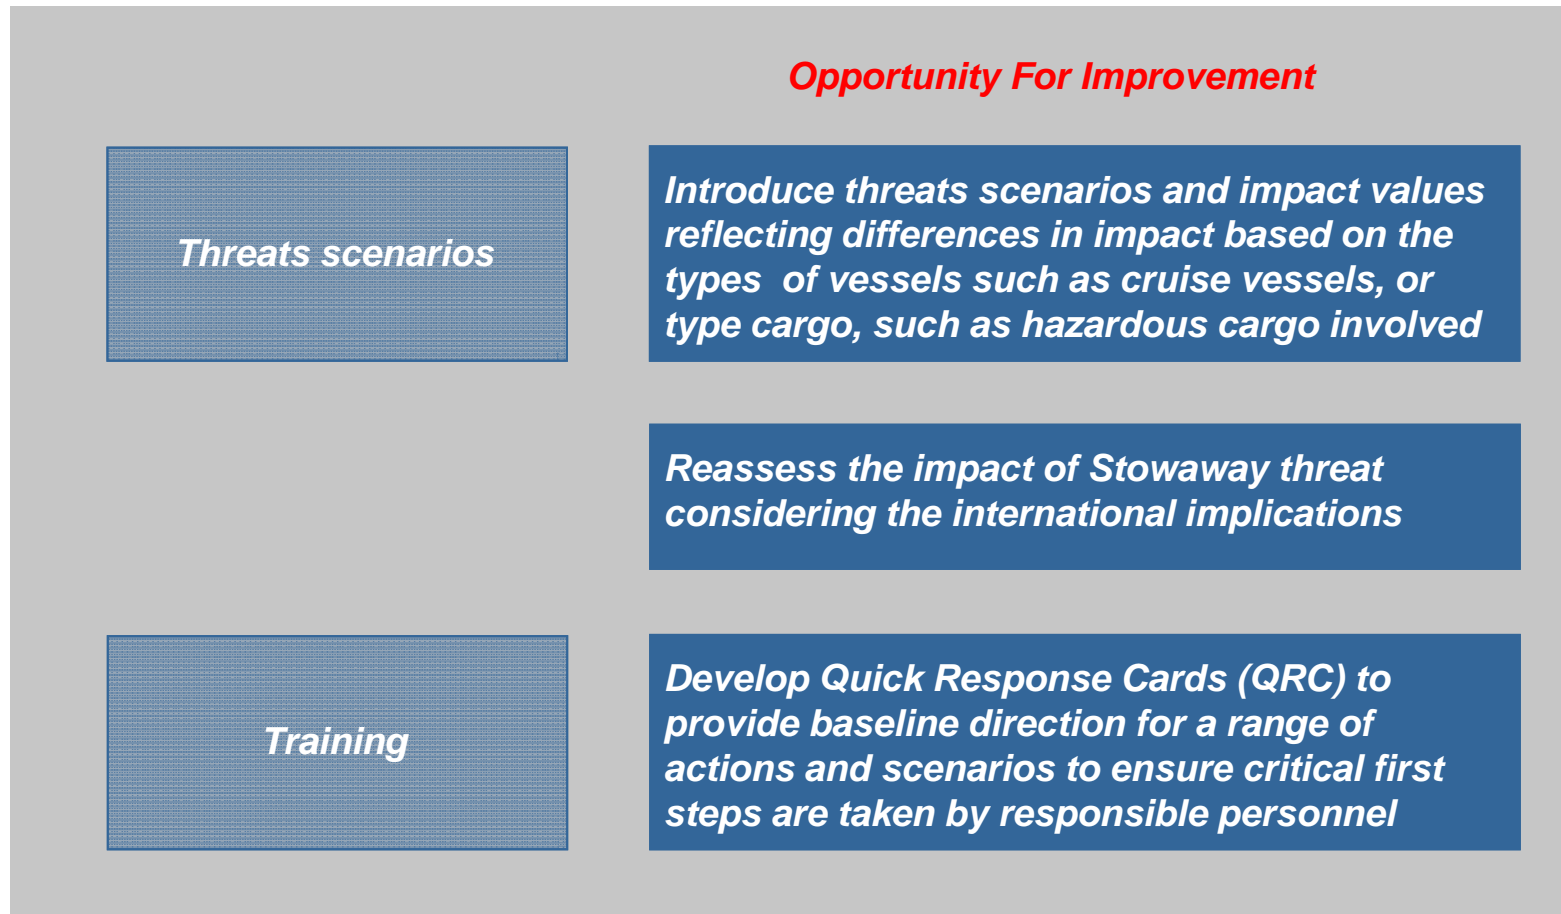 Opportunity For Improvement
Threats scenarios
Introduce threats scenarios and impact values
reflecting differences in impact based on the
types  of vessels such as cruise vessels, or
type cargo, such as hazardous cargo involved
Reassess the impact of Stowaway threat
considering the international implications
Training
Develop Quick Response Cards (QRC) to
provide baseline direction for a range of
actions and scenarios to ensure critical first
steps are taken by responsible personnel